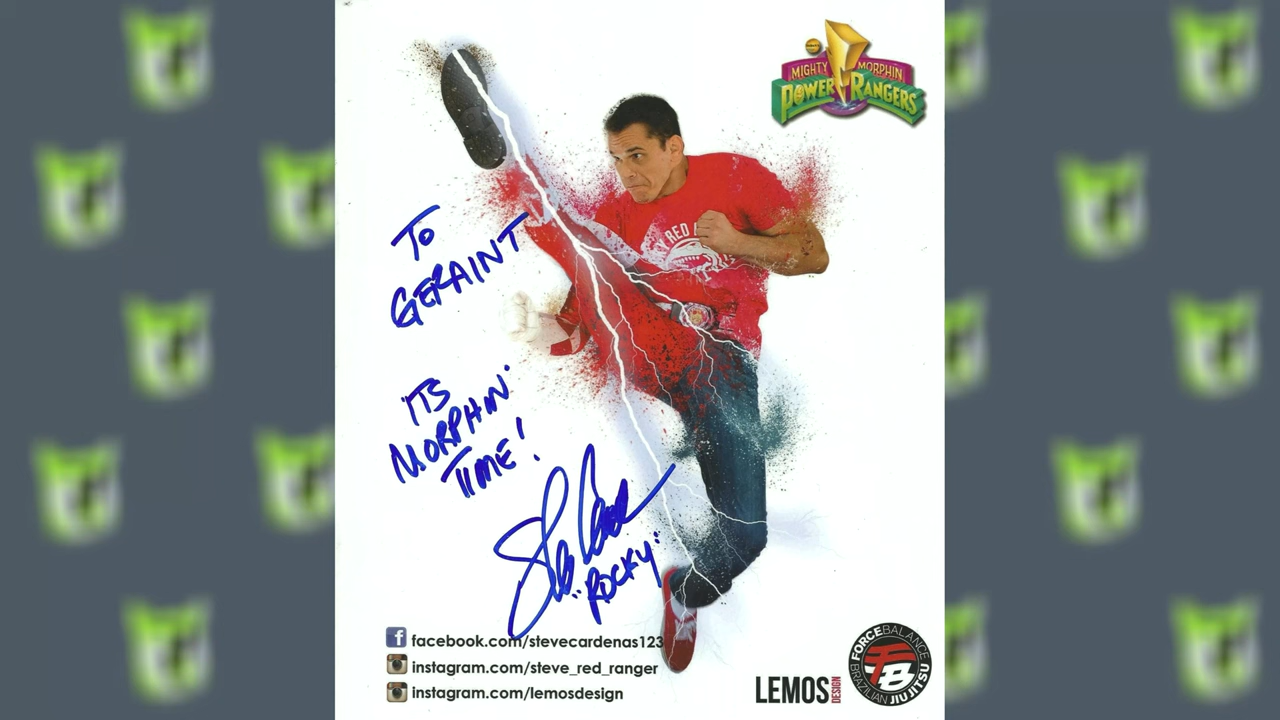 MIGHTY MORPHIN
POWER RANGERS
RED
To
GERAINT
"ITS
MORPHIN'
TIME!
"ROCKY"
facebook.com/stevecardenas123
instagram.com/steve_red_ranger
instagram.com/lemosdesign
LEMOS DESIGN
FORCE BALANCE
FB
BRAZILIAN JIUJITSU